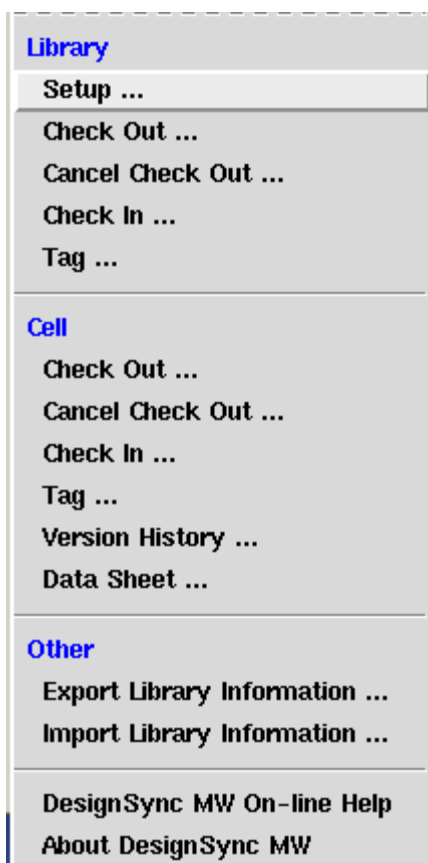 Library
Setup ...
Check Out ...
Cancel Check Out ...
Check In ...
Tag ...
Cell
Check Out ...
Cancel Check Out ...
Check In ...
Tag ...
Version History ...
Data Sheet ...
Other
Export Library Information ...
Import Library Information ...
DesignSync MW On-line Help
About DesignSync MW